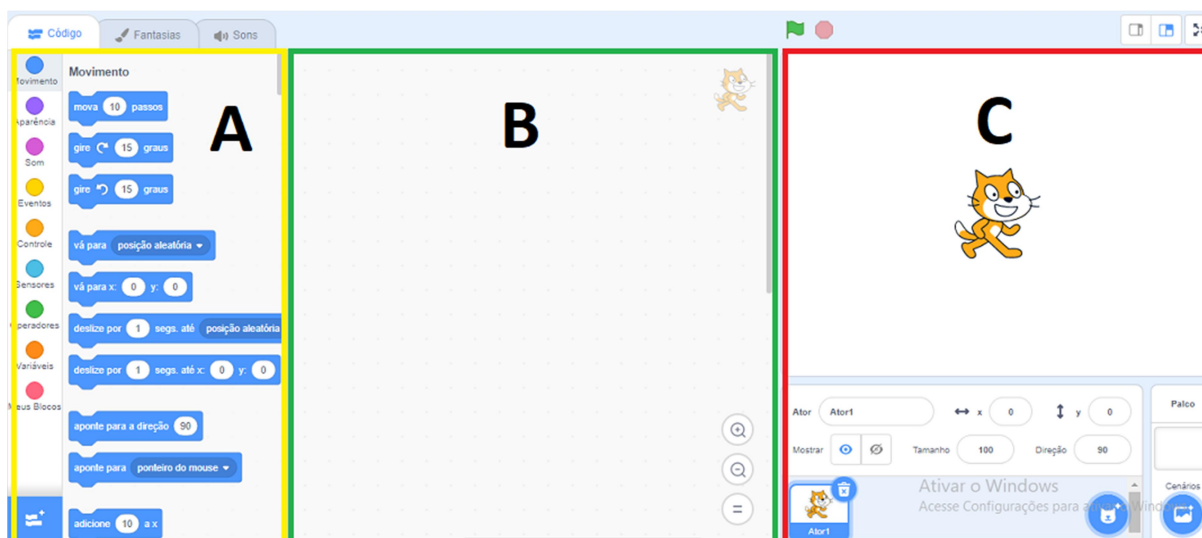 Código
Fantasias
Sons
A
B
C
Movimento
Aparência
Som
Eventos
Controle
Sensores
Operadores
Variáveis
Meus Blocos
Movimento
mova 10 passos
gire 15 graus
gire 15 graus
vá para posição aleatória
vá para x: 0 y: 0
deslize por 1 segs. até posição aleatória
deslize por 1 segs. até x: 0 y: 0
aponte para a direção 90
aponte para ponteiro do mouse
adicione 10 a x
=
Ator Ator1 x 0 y 0
Mostrar Tamanho 100 Direção 90
Ator1
Palco
Cenários
Ativar o Windows
Acesse Configurações para